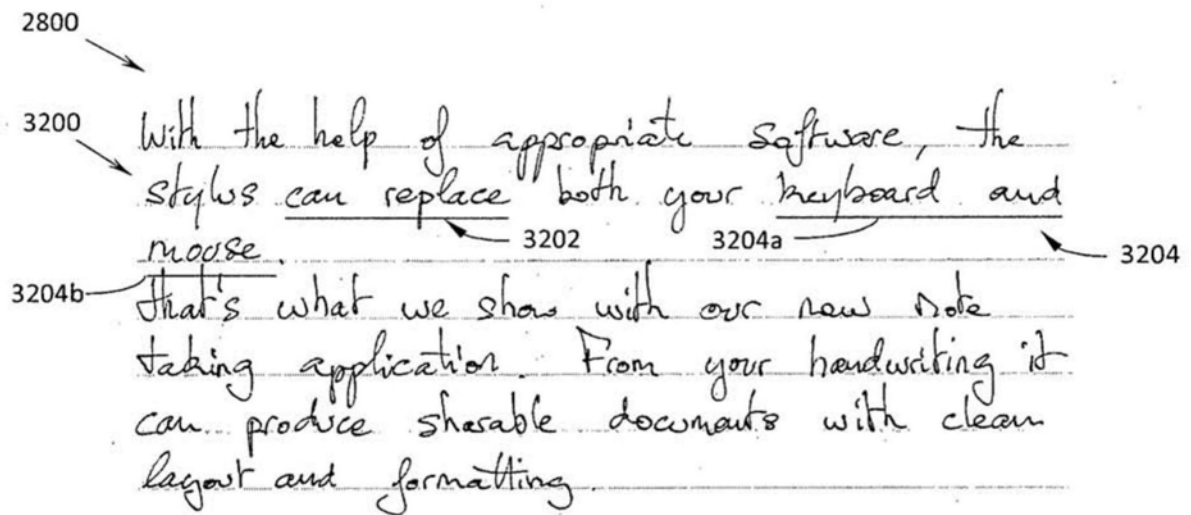 2800
With the help of appropriate software, the
3200
stylus can replace both your keyboard and
3202 3204a 3204
mouse.
3204b
that's what we show with our new note
taking application. From your handwriting it
can produce sharable documents with clean
layout and formatting.